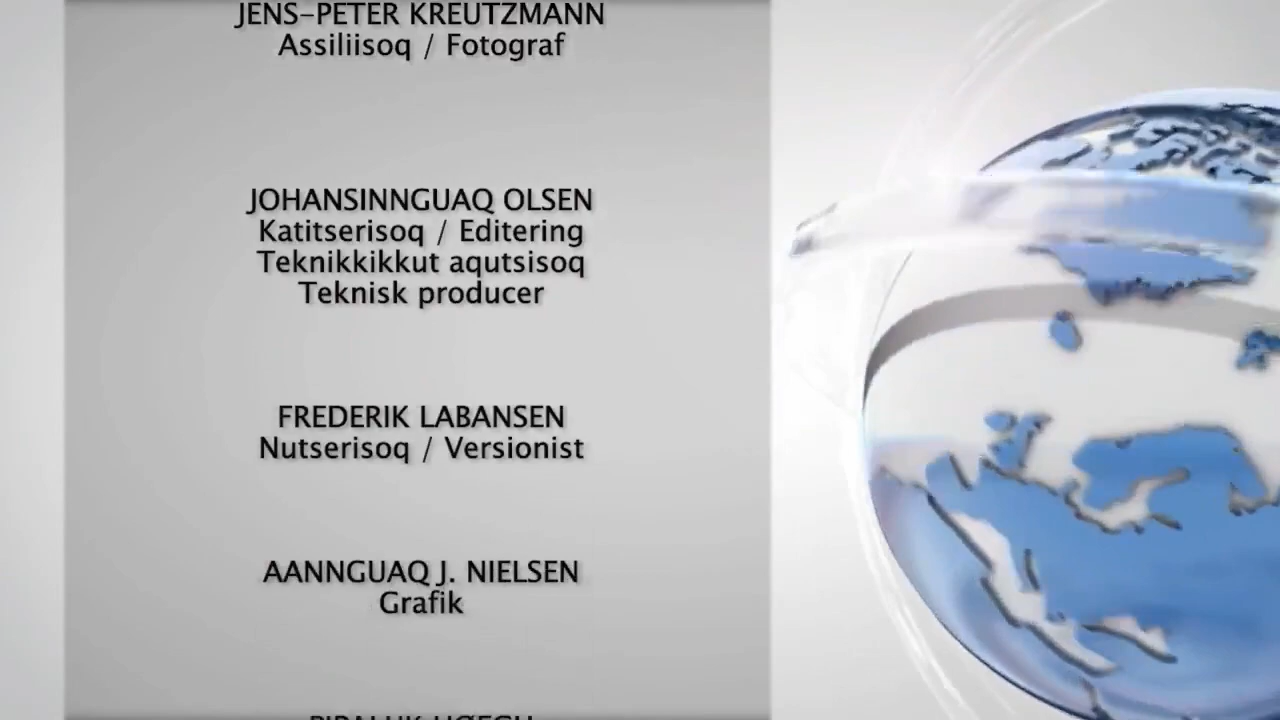 JENS-PETER KREUTZMANN
Assiliisoq / Fotograf
JOHANSINNGUAQ OLSEN
Katitserisoq / Editering
Teknikkikkut aqutsisoq
Teknisk producer
FREDERIK LABANSEN
Nutserisoq / Versionist
AANNGUAQ J. NIELSEN
Grafik